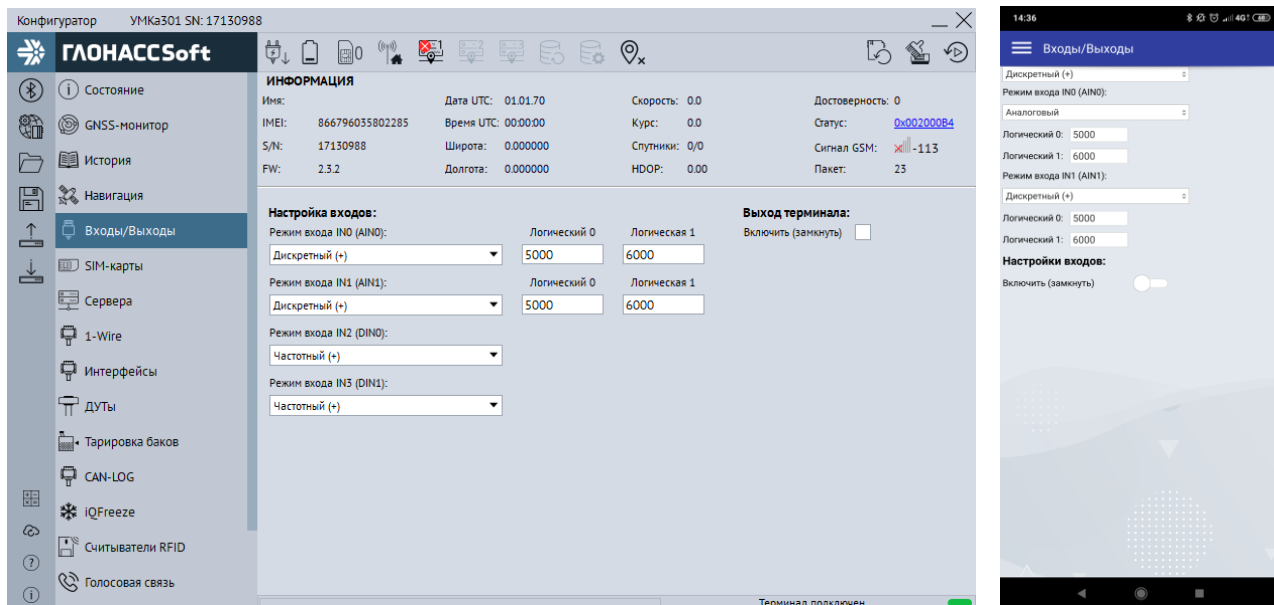 Конфигуратор УМКа301 SN: 17130988
ГЛОНАССSoft
0
Состояние
GNSS-монитор
История
Навигация
Входы/Выходы
SIM-карты
Сервера
1-Wire
Интерфейсы
ДУТы
Тарировка баков
CAN-LOG
iQFreeze
Считыватели RFID
Голосовая связь
ИНФОРМАЦИЯ
Имя: Дата UTC: 01.01.70 Скорость: 0.0 Достоверность: 0
IMEI: 866796035802285 Время UTC: 00:00:00 Курс: 0.0 Статус: 0x002000B4
S/N: 17130988 Широта: 0.000000 Спутники: 0/0 Сигнал GSM: -113
FW: 2.3.2 Долгота: 0.000000 HDOP: 0.00 Пакет: 23
Настройка входов: Выход терминала:
Режим входа IN0 (AIN0): Логический 0 Логическая 1 Включить (замкнуть)
Дискретный (+) 5000 6000
Режим входа IN1 (AIN1): Логический 0 Логическая 1
Дискретный (+) 5000 6000
Режим входа IN2 (DIN0):
Частотный (+)
Режим входа IN3 (DIN1):
Частотный (+)
Терминал подключен
14:36 4G
Входы/Выходы
Дискретный (+)
Режим входа IN0 (AIN0):
Аналоговый
Логический 0: 5000
Логический 1: 6000
Режим входа IN1 (AIN1):
Дискретный (+)
Логический 0: 5000
Логический 1: 6000
Настройки входов:
Включить (замкнуть)